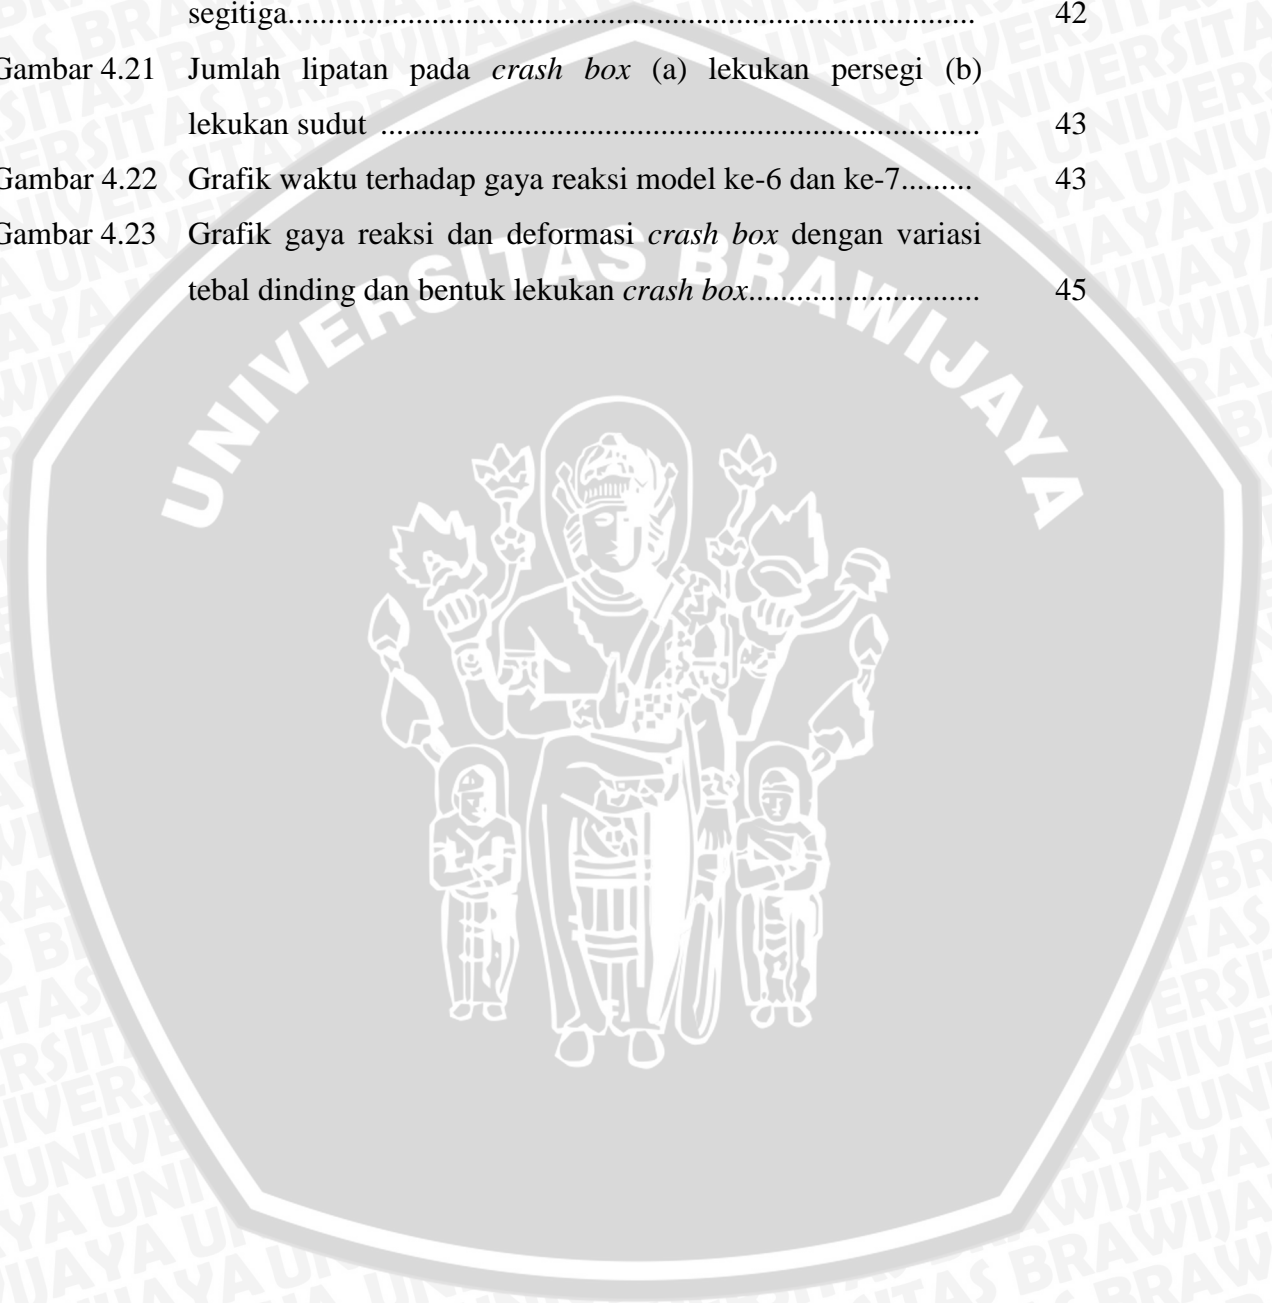 segitiga...................................................................................... 42
Gambar 4.21 Jumlah lipatan pada crash box (a) lekukan persegi (b)
lekukan sudut ........................................................................... 43
Gambar 4.22 Grafik waktu terhadap gaya reaksi model ke-6 dan ke-7......... 43
Gambar 4.23 Grafik gaya reaksi dan deformasi crash box dengan variasi
tebal dinding dan bentuk lekukan crash box............................. 45
UNIVERSITAS BRAWIJAYA